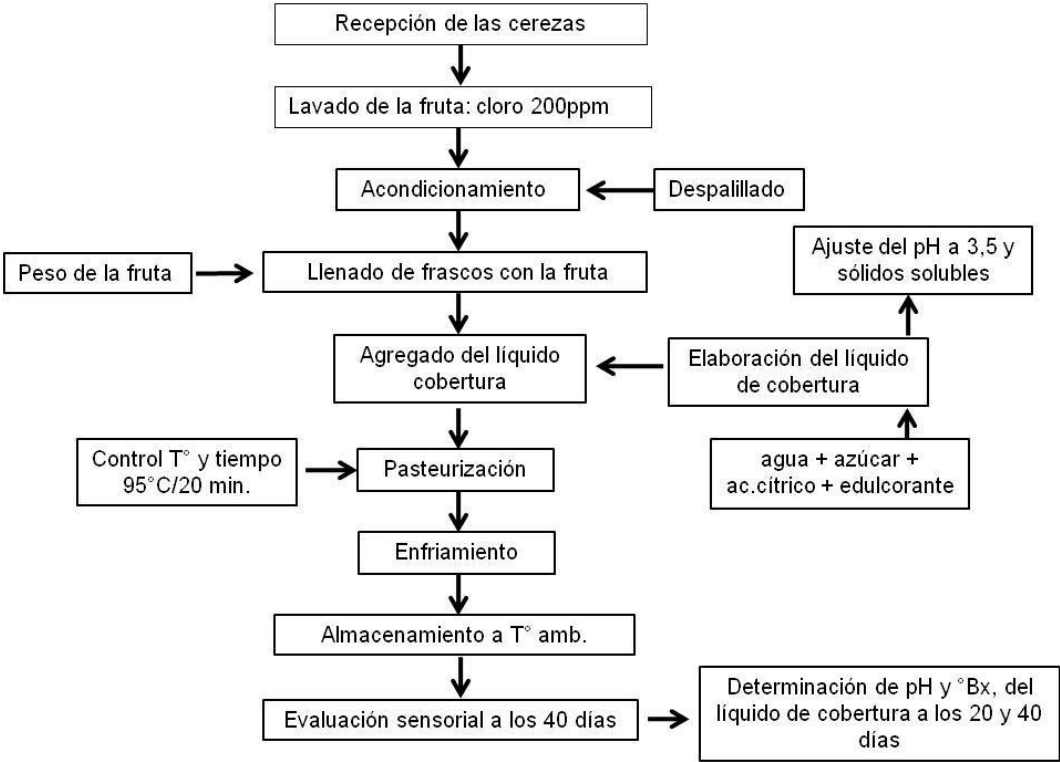 Recepción de las cerezas
Lavado de la fruta: cloro 200ppm
Acondicionamiento
Despalillado
Peso de la fruta
Llenado de frascos con la fruta
Ajuste del pH a 3,5 y
sólidos solubles
Agregado del líquido
cobertura
Elaboración del líquido
de cobertura
agua + azúcar +
ac.cítrico + edulcorante
Control T° y tiempo
95°C/20 min.
Pasteurización
Enfriamiento
Almacenamiento a T° amb.
Evaluación sensorial a los 40 días
Determinación de pH y °Bx, del
líquido de cobertura a los 20 y 40
días